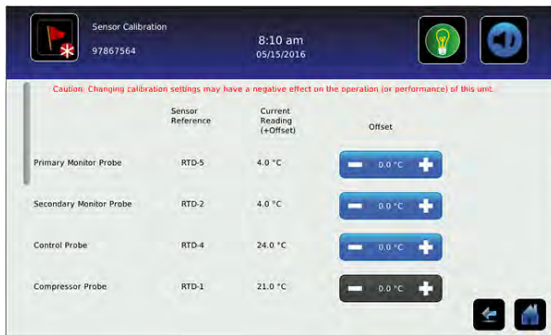 Sensor Calibration
97867564
8:10 am
05/15/2016
Caution: Changing calibration settings may have a negative effect on the operation (or performance) of this unit.
Sensor
Reference
Current
Reading
(+Offset)
Offset
Primary Monitor Probe RTD-5 4.0 °C 0.0 °C
Secondary Monitor Probe RTD-2 4.0 °C 0.0 °C
Control Probe RTD-4 24.0 °C 0.0 °C
Compressor Probe RTD-1 21.0 °C 0.0 °C